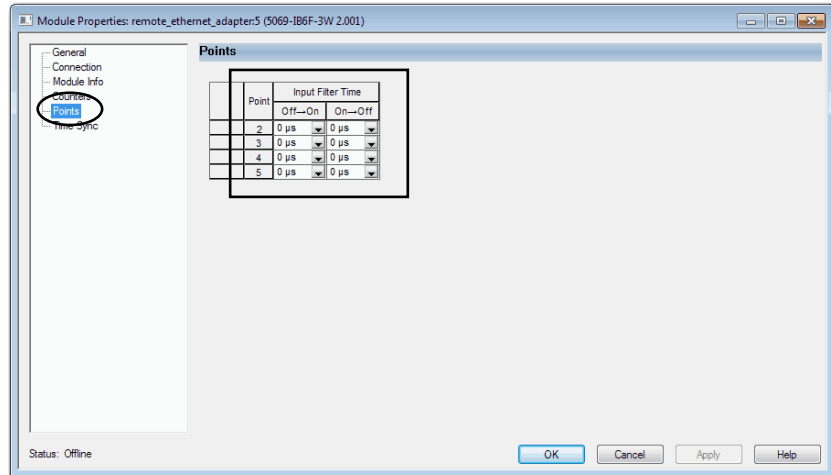 Module Properties: remote_ethernet_adapter:5 (5069-IB6F-3W 2.001)
General
Connection
Module Info
Counters
Points
Time Sync
Points
Point
Input Filter Time
Off→On On→Off
2 0 µs 0 µs
3 0 µs 0 µs
4 0 µs 0 µs
5 0 µs 0 µs
Status: Offline
OK Cancel Apply Help